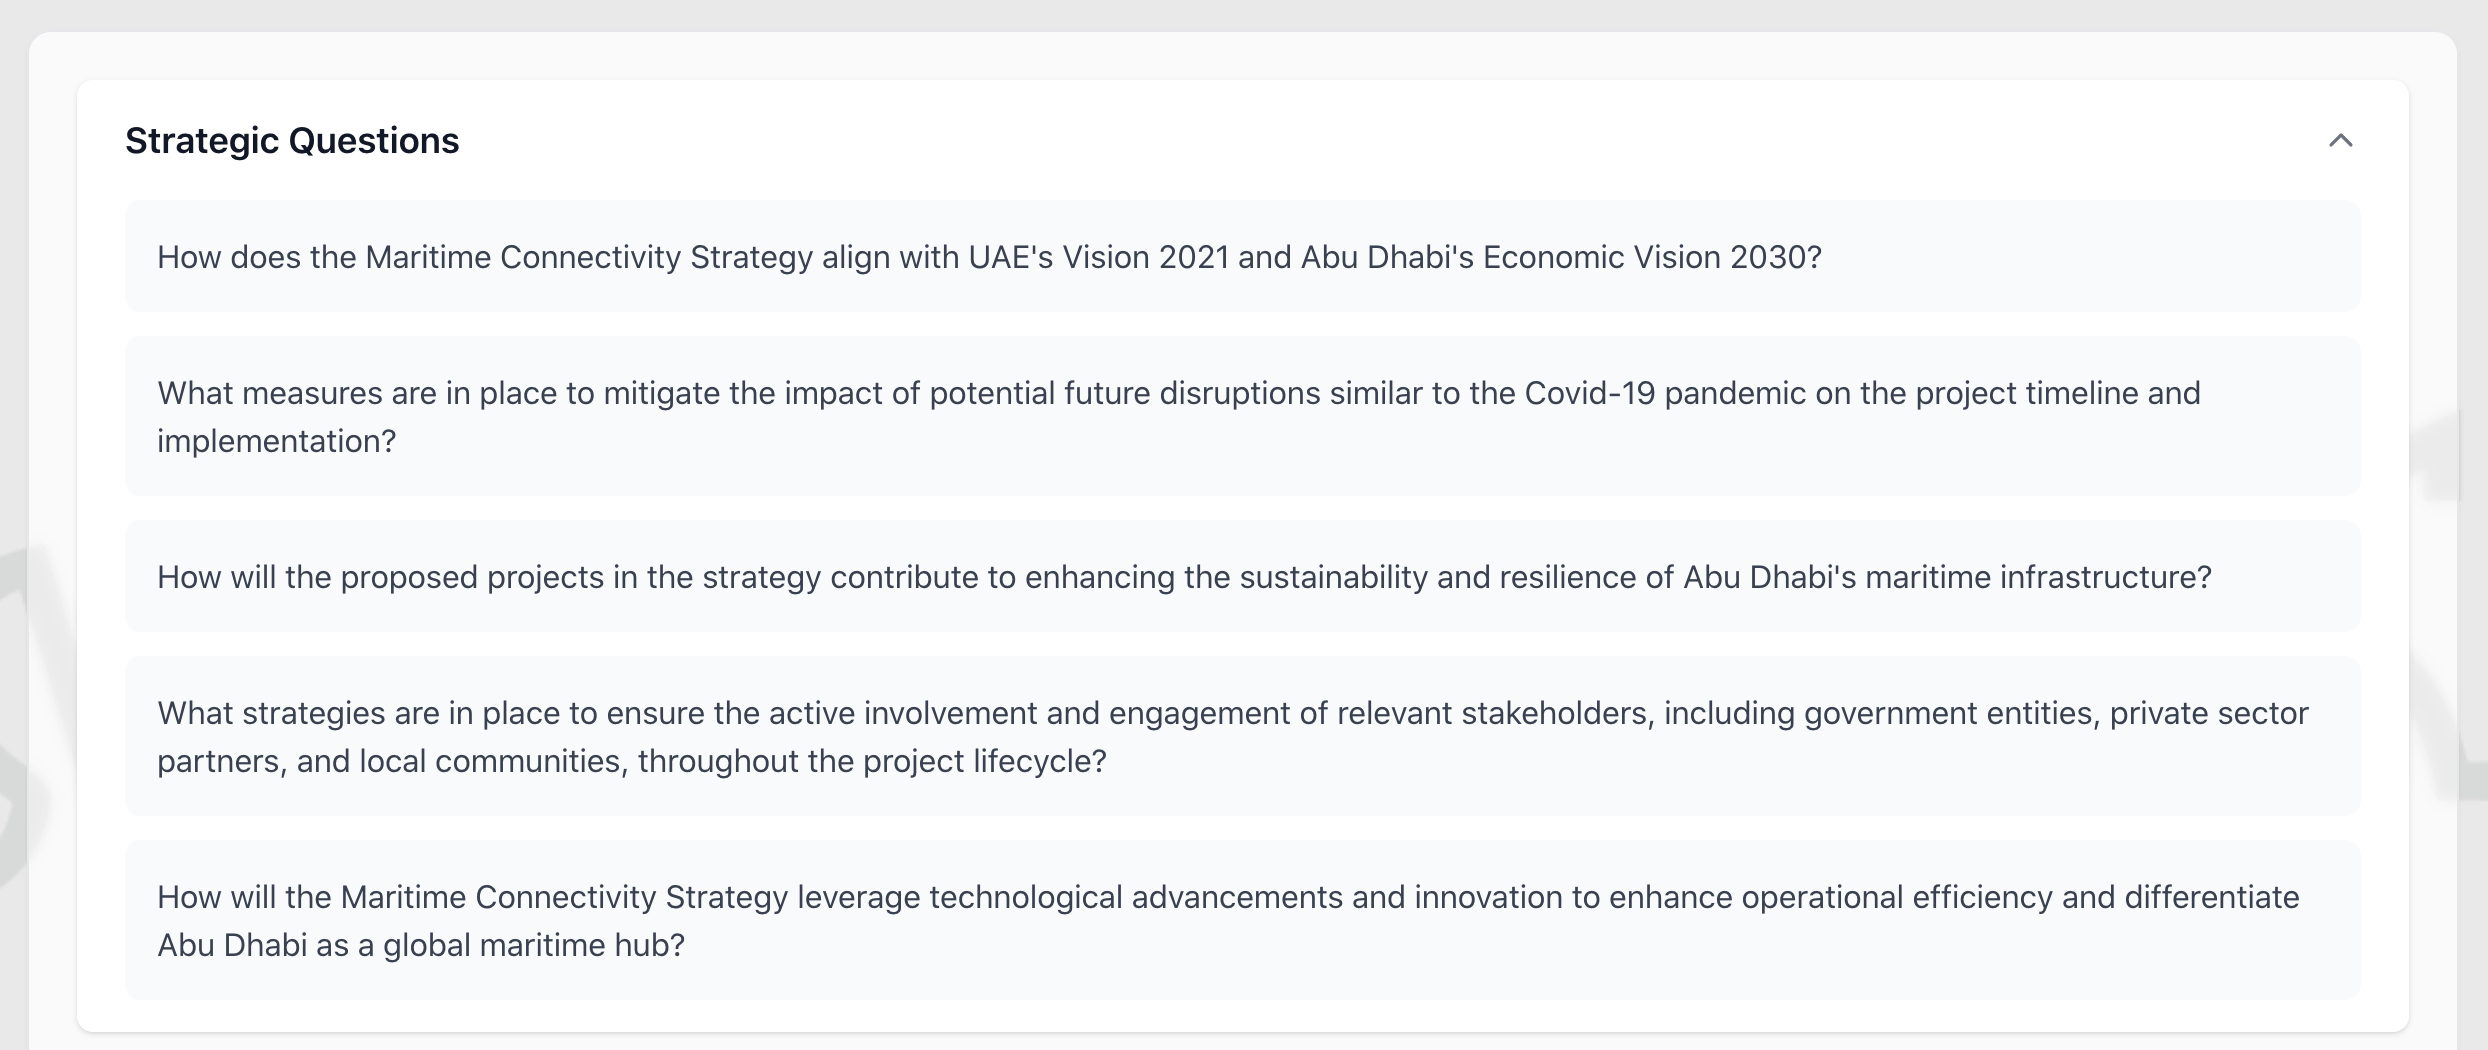 Strategic Questions
How does the Maritime Connectivity Strategy align with UAE's Vision 2021 and Abu Dhabi's Economic Vision 2030?
What measures are in place to mitigate the impact of potential future disruptions similar to the Covid-19 pandemic on the project timeline and
implementation?
How will the proposed projects in the strategy contribute to enhancing the sustainability and resilience of Abu Dhabi's maritime infrastructure?
What strategies are in place to ensure the active involvement and engagement of relevant stakeholders, including government entities, private sector
partners, and local communities, throughout the project lifecycle?
How will the Maritime Connectivity Strategy leverage technological advancements and innovation to enhance operational efficiency and differentiate
Abu Dhabi as a global maritime hub?